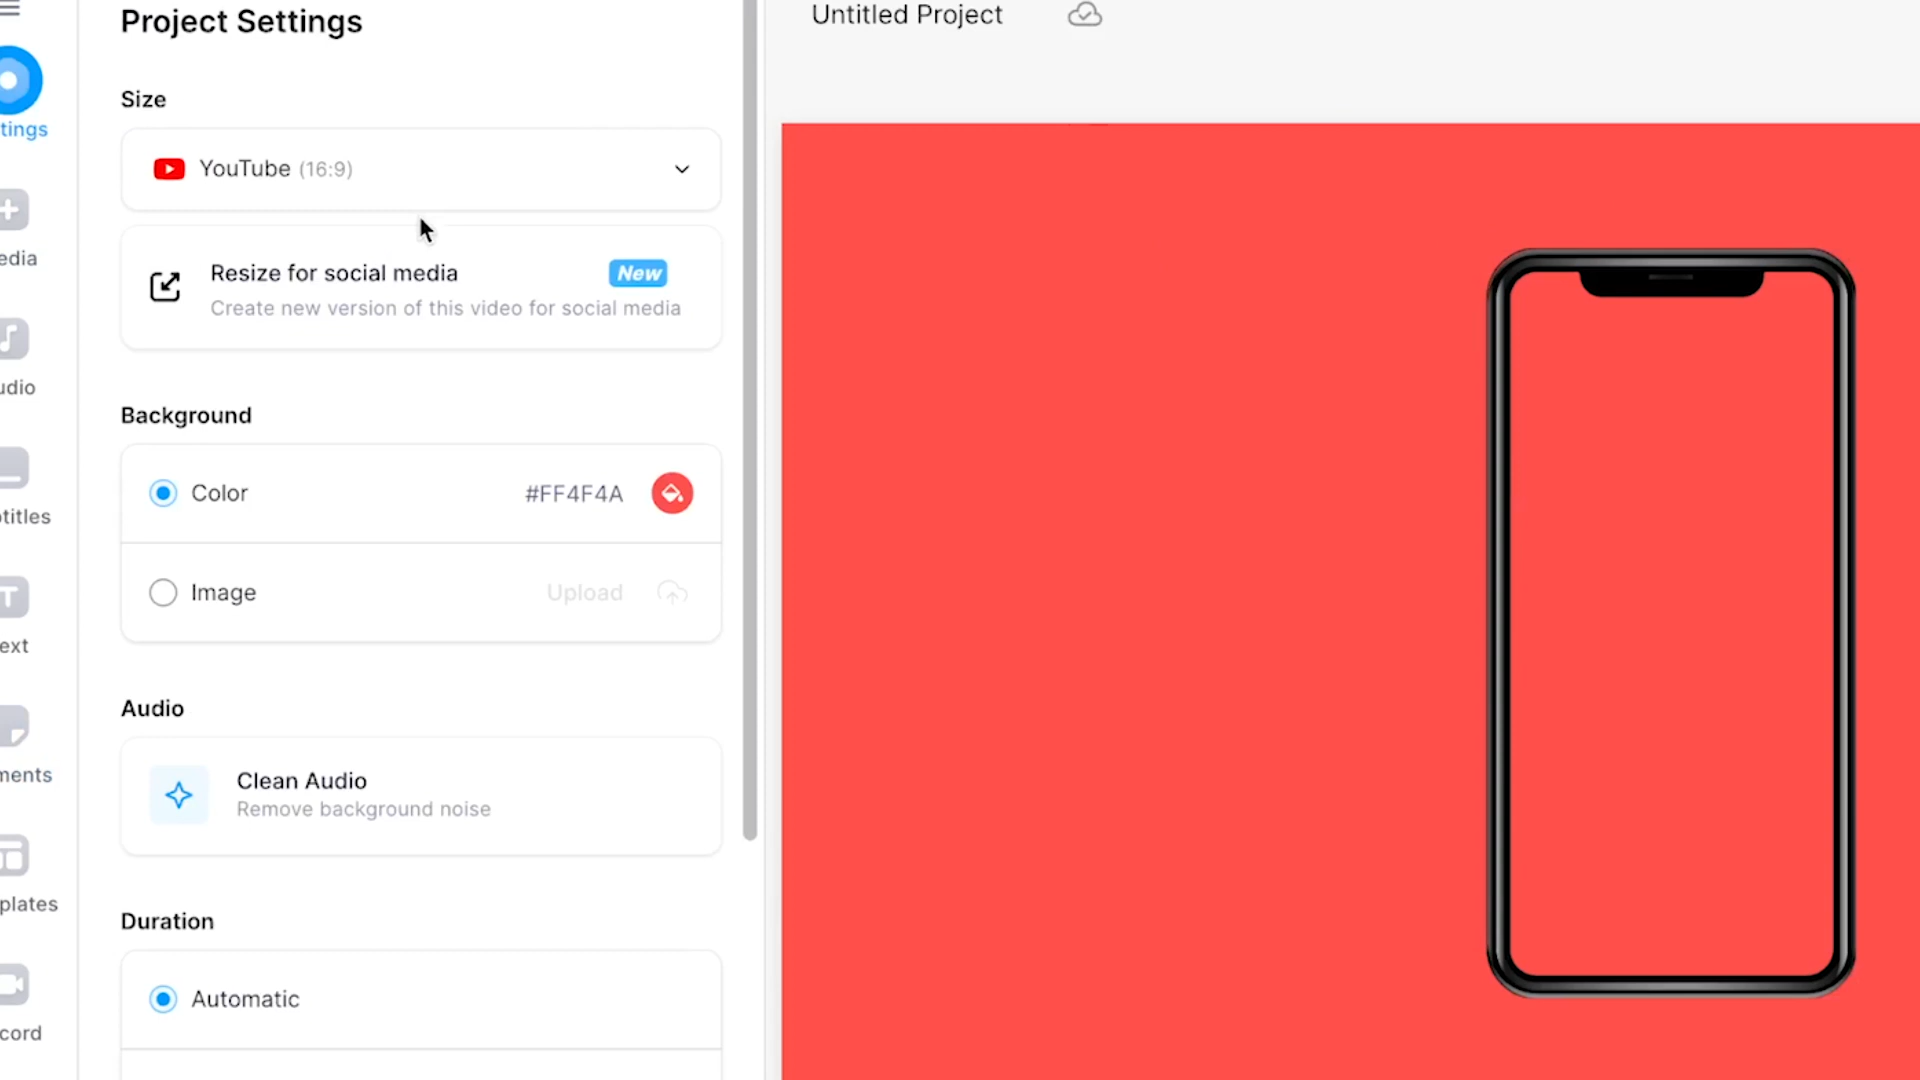 Project Settings
Untitled Project
Size
tings
YouTube (16:9)
edia
Resize for social media
New
Create new version of this video for social media
udio
Background
Color
#FF4F4A
titles
Image
Upload
T
ext
Audio
ments
Clean Audio
Remove background noise
plates
Duration
Automatic
cord